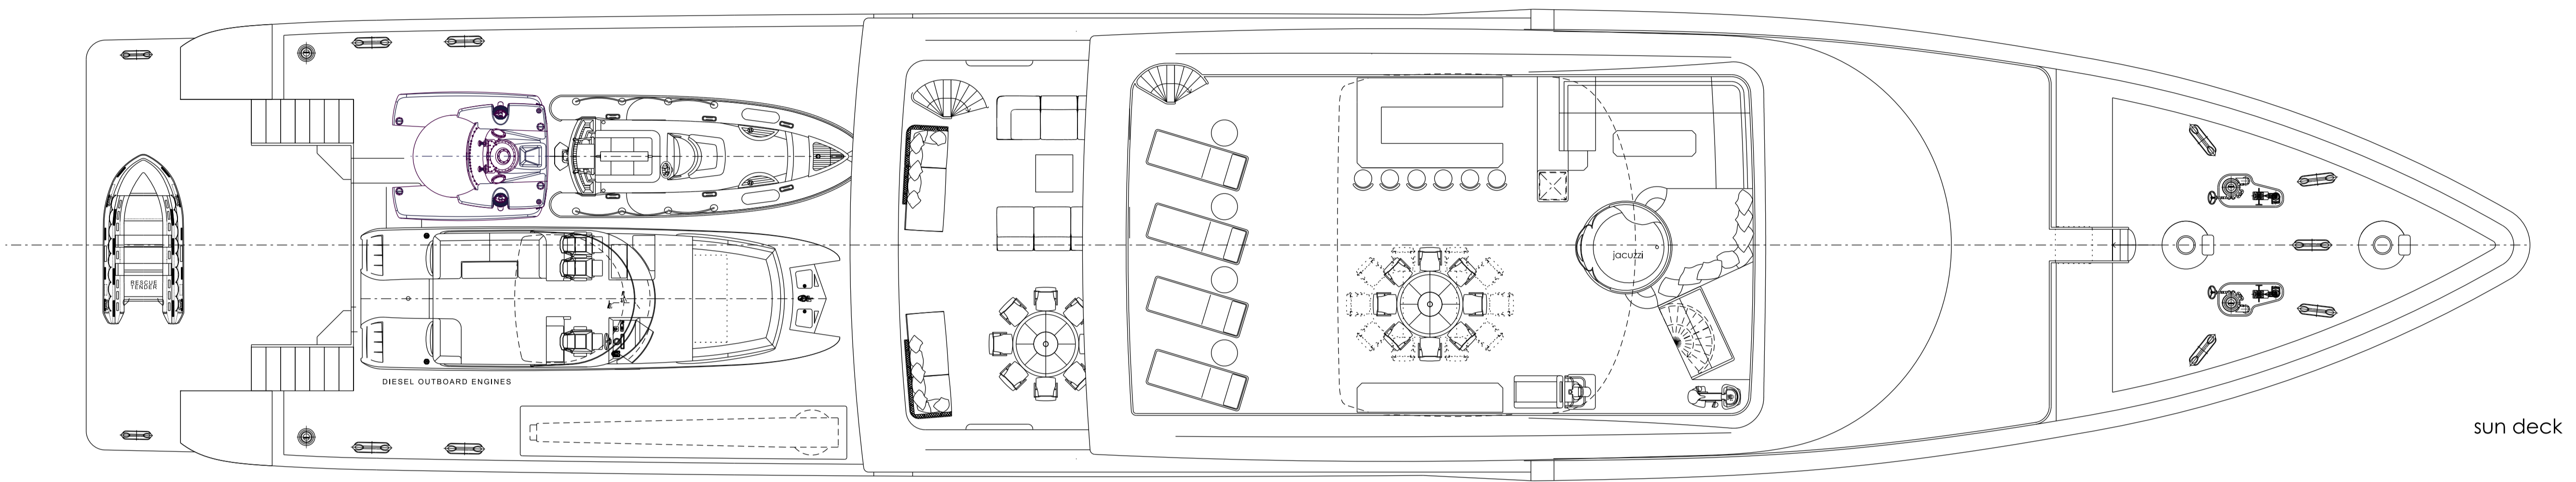 RESCUE
TENDER
DIESEL OUTBOARD ENGINES
jacuzzi
sun deck